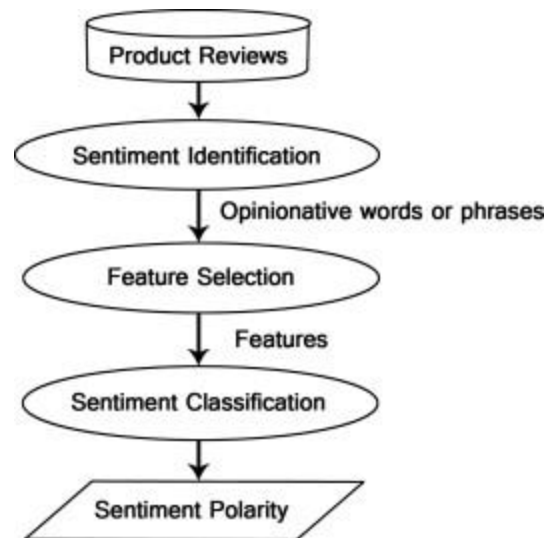 Product Reviews
Sentiment Identification
Opinionative words or phrases
Feature Selection
Features
Sentiment Classification
Sentiment Polarity